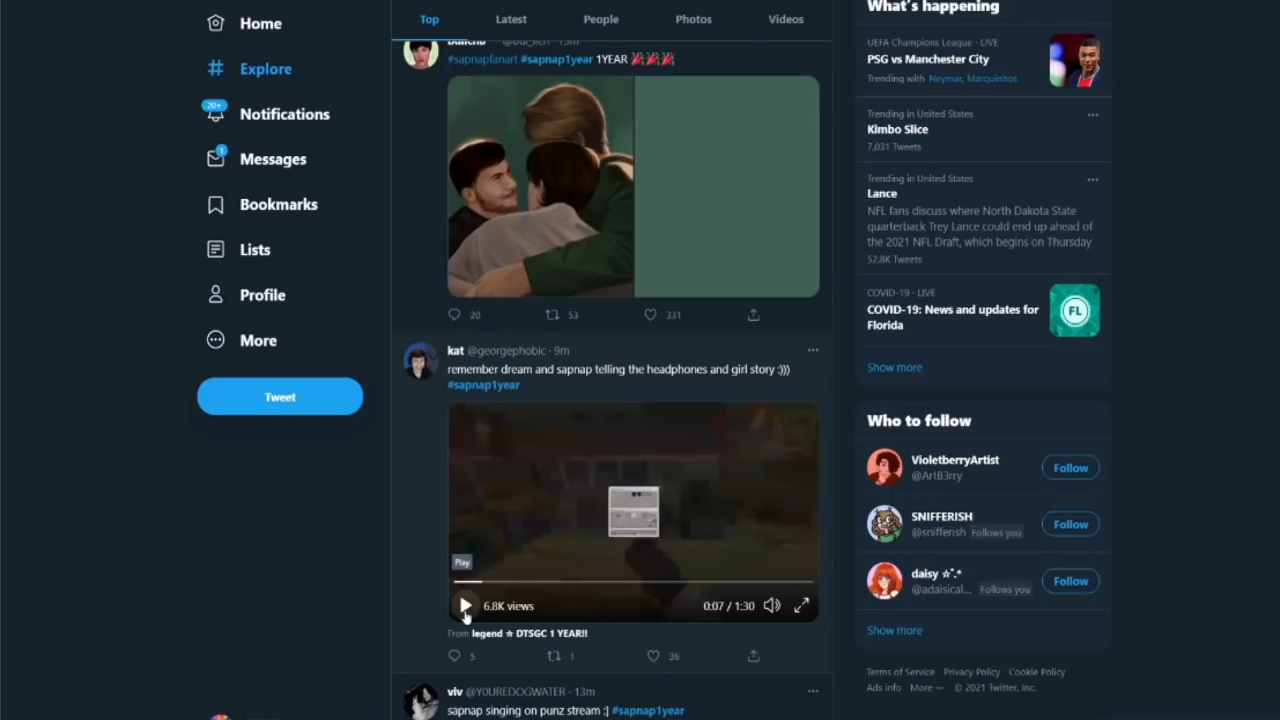 Home
Explore
20+
Notifications
1
Messages
Bookmarks
Lists
Profile
More
Tweet
Top
Latest
People
Photos
Videos
#sapnapfanart #sapnap1year 1YEAR
20
53
331
kat @georgephobic · 9m
remember dream and sapnap telling the headphones and girl story :)))
#sapnap1year
Play
6.8K views
0:07 / 1:30
From legend ☆ DTSGC 1 YEAR!!
5
1
36
viv @Y0UREDOGWATER · 13m
sapnap singing on punz stream :] #sapnap1year
What's happening
UEFA Champions League · LIVE
PSG vs Manchester City
Trending with Neymar, Marquinhos
Trending in United States
Kimbo Slice
7,031 Tweets
Trending in United States
Lance
NFL fans discuss where North Dakota State
quarterback Trey Lance could end up ahead of
the 2021 NFL Draft, which begins on Thursday
52.8K Tweets
COVID-19 · LIVE
COVID-19: News and updates for
Florida
FL
Show more
Who to follow
VioletberryArtist
@ArtB3rry
Follow
SNIFFERISH
@snifferish Follows you
Follow
daisy ☆˚.*
@adaisical... Follows you
Follow
Show more
Terms of Service Privacy Policy Cookie Policy
Ads info More ··· © 2021 Twitter, Inc.